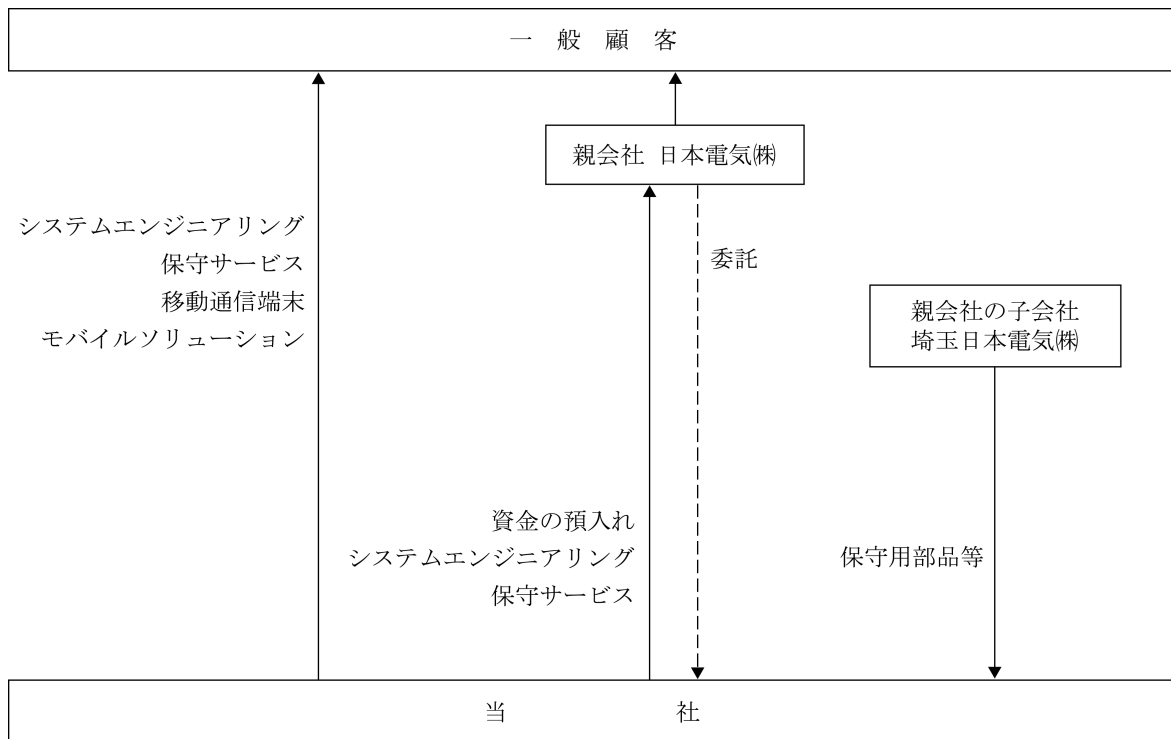 一般顧客
親会社 日本電気㈱
システムエンジニアリング
保守サービス
移動通信端末
モバイルソリューション
委託
親会社の子会社
埼玉日本電気㈱
資金の預入れ
システムエンジニアリング
保守サービス
保守用部品等
当社